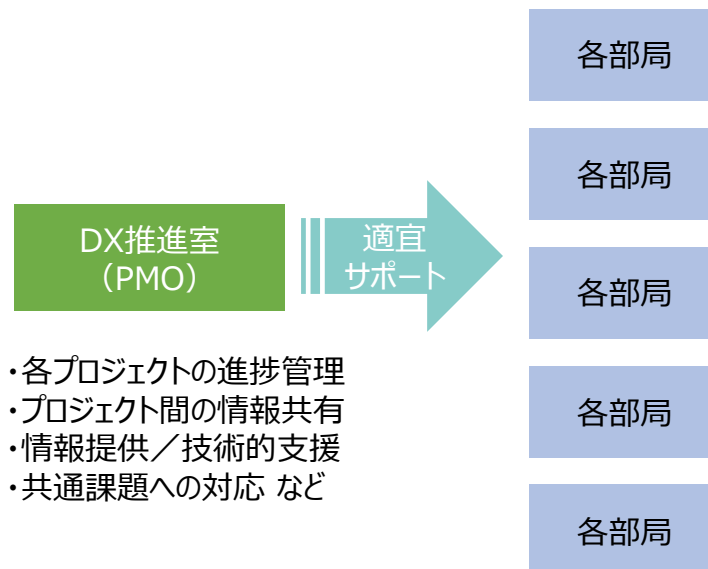 各部局
各部局
DX推進室
（PMO）
適宜
サポート
各部局
各部局
各部局
・各プロジェクトの進捗管理
・プロジェクト間の情報共有
・情報提供／技術的支援
・共通課題への対応 など